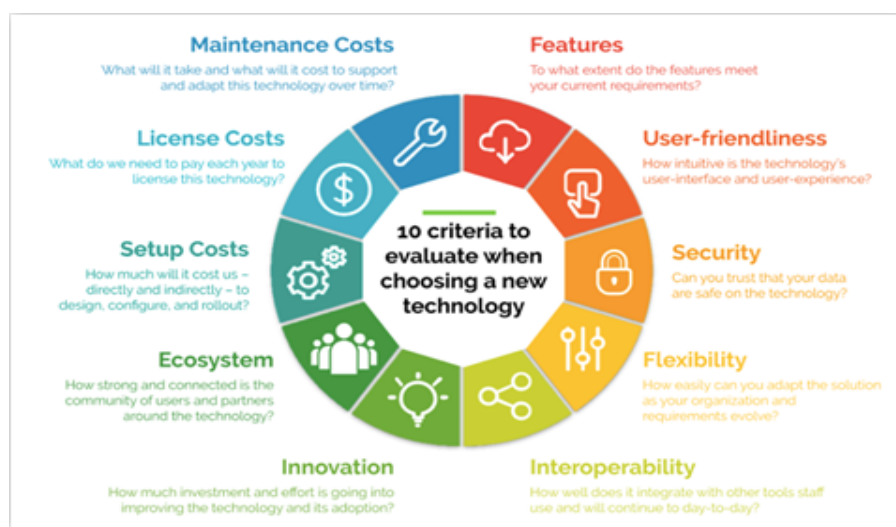 Maintenance Costs
What will it take and what will it cost to support
and adapt this technology over time?
Features
To what extent do the features meet
your current requirements?
License Costs
What do we need to pay each year to
license this technology?
User-friendliness
How intuitive is the technology's
user-interface and user-experience?
$
10 criteria to
evaluate when
choosing a new
technology
Setup Costs
How much will it cost us –
directly and indirectly – to
design, configure, and rollout?
Security
Can you trust that your data
are safe on the technology?
Ecosystem
How strong and connected is the
community of users and partners
around the technology?
Flexibility
How easily can you adapt the solution
as your organization and
requirements evolve?
Innovation
How much investment and effort is going into
improving the technology and its adoption?
Interoperability
How well does it integrate with other tools staff
use and will continue to day-to-day?